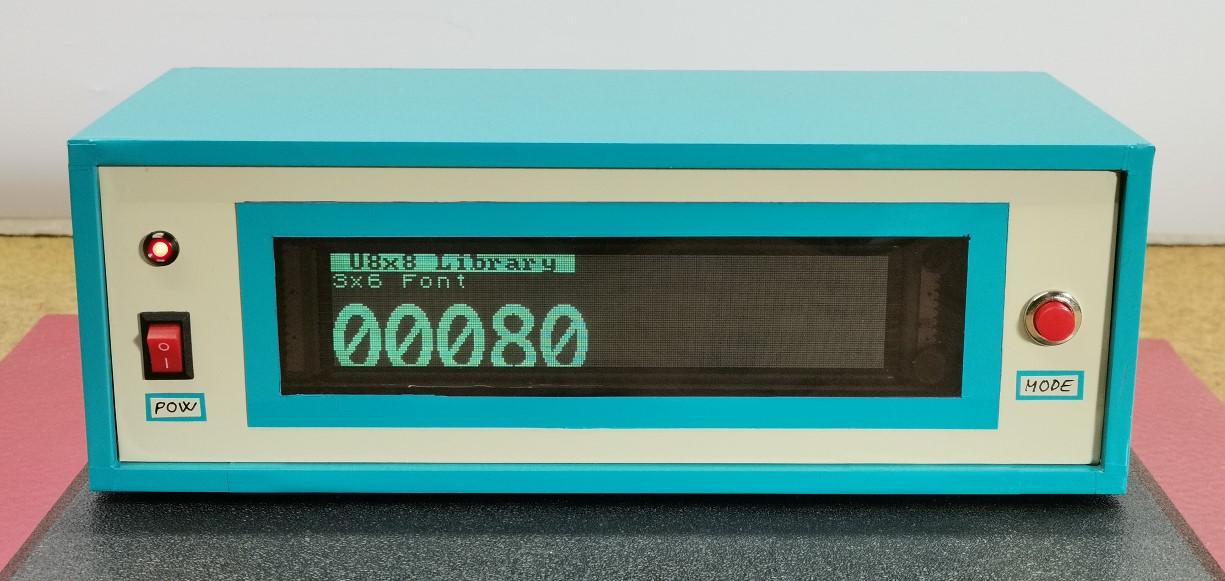 U8x8 Library
3x6 Font
00080
O
I
POW
MODE